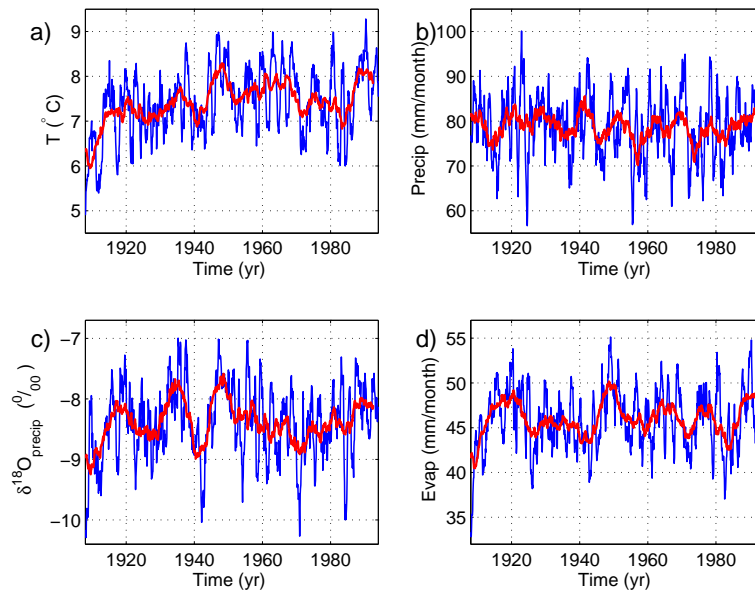 a)
9
8
7
6
5
T (° C)
1920 1940 1960 1980
Time (yr)
b)
100
90
80
70
60
Precip (mm/month)
1920 1940 1960 1980
Time (yr)
c)
−7
−8
−9
−10
δ¹⁸O precip (⁰/₀₀)
1920 1940 1960 1980
Time (yr)
d)
55
50
45
40
35
Evap (mm/month)
1920 1940 1960 1980
Time (yr)